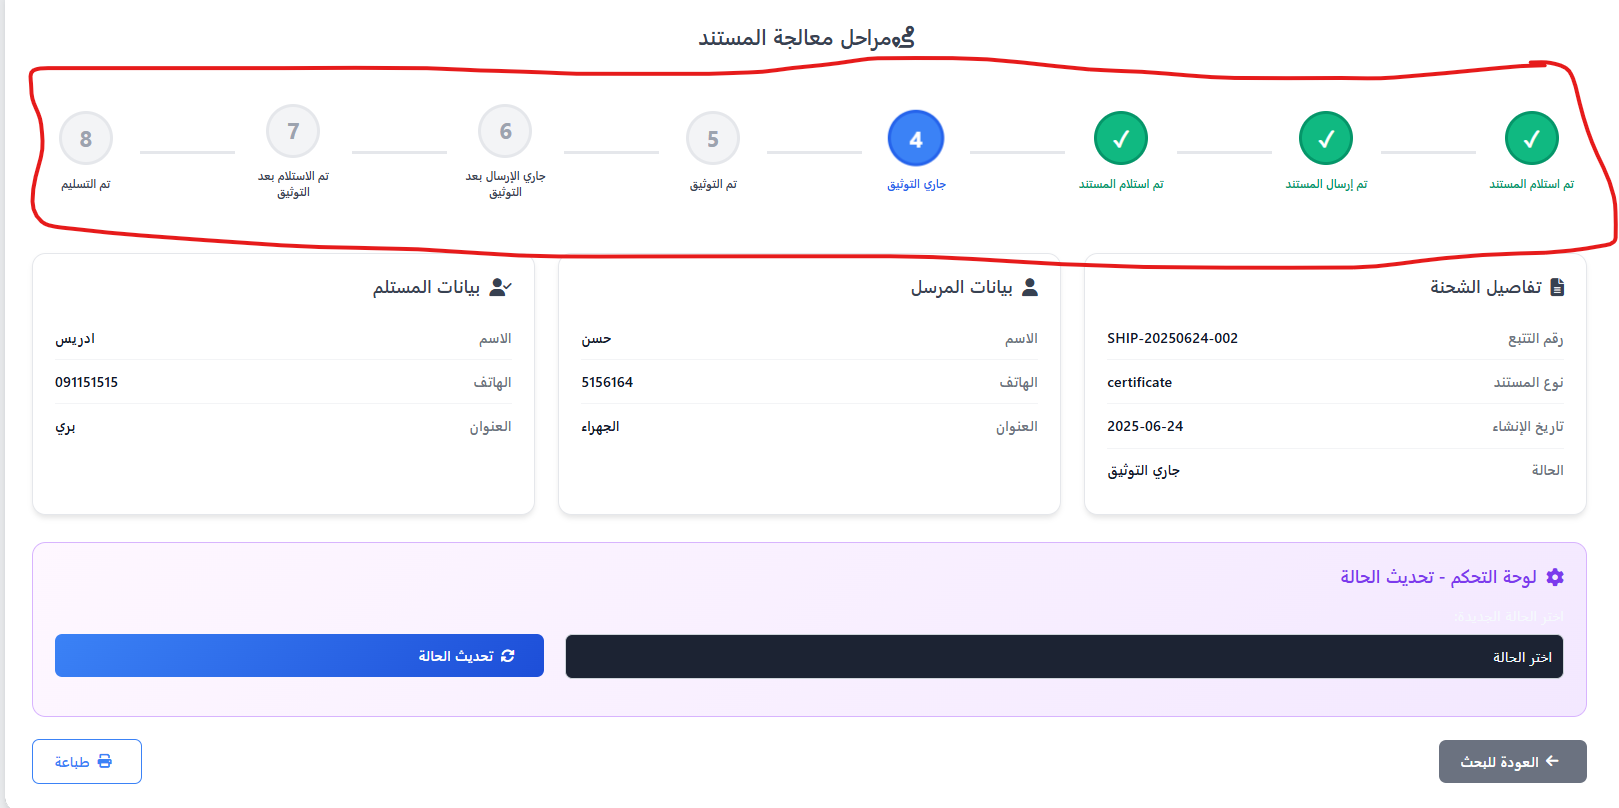 مراحل معالجة المستند
✓
✓
✓
4
5
6
7
8
تم استلام المستند
تم إرسال المستند
تم استلام المستند
جاري التوثيق
تم التوثيق
جاري الإرسال بعد
التوثيق
تم الاستلام بعد
التوثيق
تم التسليم
تفاصيل الشحنة
رقم التتبع SHIP-20250624-002
نوع المستند certificate
تاريخ الإنشاء 2025-06-24
الحالة جاري التوثيق
بيانات المرسل
الاسم حسن
الهاتف 5156164
العنوان الجهراء
بيانات المستلم
الاسم ادريس
الهاتف 091151515
العنوان بري
لوحة التحكم - تحديث الحالة
اختر الحالة الجديدة:
اختر الحالة
تحديث الحالة
العودة للبحث
طباعة